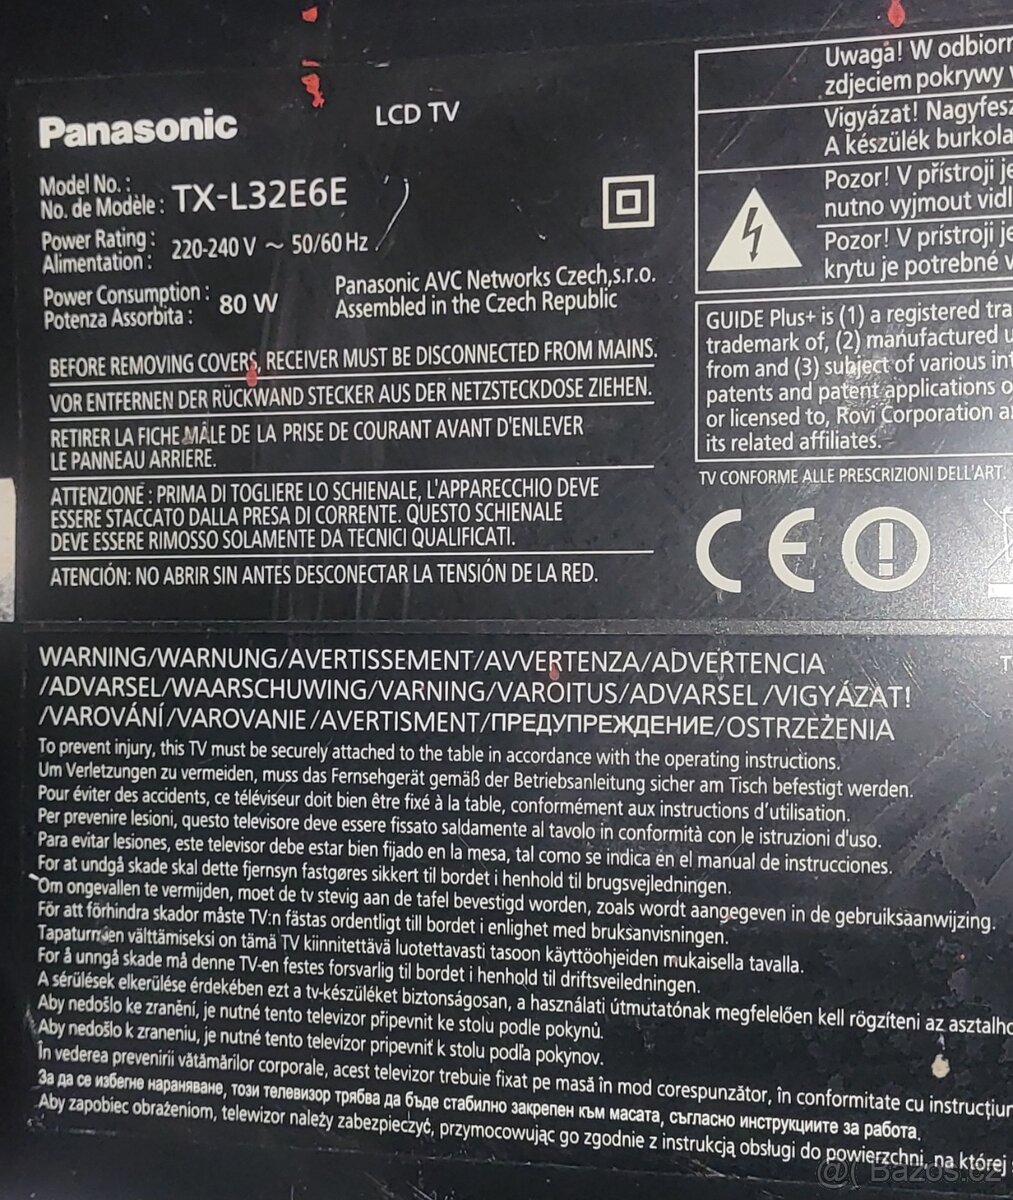 Panasonic
LCD TV
Model No. :
No. de Modèle : TX-L32E6E
Power Rating :
Alimentation : 220-240 V ~ 50/60 Hz
Power Consumption :
Potenza Assorbita : 80 W
Panasonic AVC Networks Czech,s.r.o.
Assembled in the Czech Republic
BEFORE REMOVING COVERS, RECEIVER MUST BE DISCONNECTED FROM MAINS.
VOR ENTFERNEN DER RÜCKWAND STECKER AUS DER NETZSTECKDOSE ZIEHEN.
RETIRER LA FICHE MÂLE DE LA PRISE DE COURANT AVANT D'ENLEVER
LE PANNEAU ARRIERE.
ATTENZIONE : PRIMA DI TOGLIERE LO SCHIENALE, L'APPARECCHIO DEVE
ESSERE STACCATO DALLA PRESA DI CORRENTE. QUESTO SCHIENALE
DEVE ESSERE RIMOSSO SOLAMENTE DA TECNICI QUALIFICATI.
ATENCIÓN: NO ABRIR SIN ANTES DESCONECTAR LA TENSIÓN DE LA RED.
Uwaga! W odbiorn
zdjeciem pokrywy
Vigyázat! Nagyfesz
A készülék burkola
Pozor! V přístroji je
nutno vyjmout vidl
Pozor! V prístroji je
krytu je potrebné v
GUIDE Plus+ is (1) a registered tra
trademark of, (2) manufactured u
from and (3) subject of various int
patents and patent applications o
or licensed to, Rovi Corporation a
its related affiliates.
TV CONFORME ALLE PRESCRIZIONI DELL'ART.
CE
WARNING/WARNUNG/AVERTISSEMENT/AVVERTENZA/ADVERTENCIA
/ADVARSEL/WAARSCHUWING/VARNING/VAROITUS/ADVARSEL/VIGYÁZAT!
/VAROVÁNÍ/VAROVANIE/AVERTISMENT/ПРЕДУПРЕЖДЕНИЕ/OSTRZEŻENIA
To prevent injury, this TV must be securely attached to the table in accordance with the operating instructions.
Um Verletzungen zu vermeiden, muss das Fernsehgerät gemäß der Betriebsanleitung sicher am Tisch befestigt werden.
Pour éviter des accidents, ce téléviseur doit bien être fixé à la table, conformément aux instructions d'utilisation.
Per prevenire lesioni, questo televisore deve essere fissato saldamente al tavolo in conformità con le istruzioni d'uso.
Para evitar lesiones, este televisor debe estar bien fijado en la mesa, tal como se indica en el manual de instrucciones.
For at undgå skade skal dette fjernsyn fastgøres sikkert til bordet i henhold til brugsvejledningen.
Om ongevallen te vermijden, moet de tv stevig aan de tafel bevestigd worden, zoals wordt aangegeven in de gebruiksaanwijzing.
För att förhindra skador måste TV:n fästas ordentligt till bordet i enlighet med bruksanvisningen.
Tapaturmien välttämiseksi on tämä TV kiinnitettävä luotettavasti tasoon käyttöohjeiden mukaisella tavalla.
For å unngå skade må denne TV-en festes forsvarlig til bordet i henhold til driftsveiledningen.
A sérülések elkerülése érdekében ezt a tv-készüléket biztonságosan, a használati útmutatónak megfelelően kell rögzíteni az asztalho
Aby nedošlo ke zranění, je nutné tento televizor připevnit ke stolu podle pokynů.
Aby nedošlo k zraneniu, je nutné tento televízor pripevniť k stolu podľa pokynov.
În vederea prevenirii vătămărilor corporale, acest televizor trebuie fixat pe masă în mod corespunzător, în conformitate cu instrucțiun
За да се избегне нараняване, този телевизор трябва да бъде стабилно закрепен към масата, съгласно инструкциите за работа.
Aby zapobiec obrażeniom, telewizor należy zabezpieczyć, przymocowując go zgodnie z instrukcją obsługi do powierzchni, na której
@( Bazos.cz